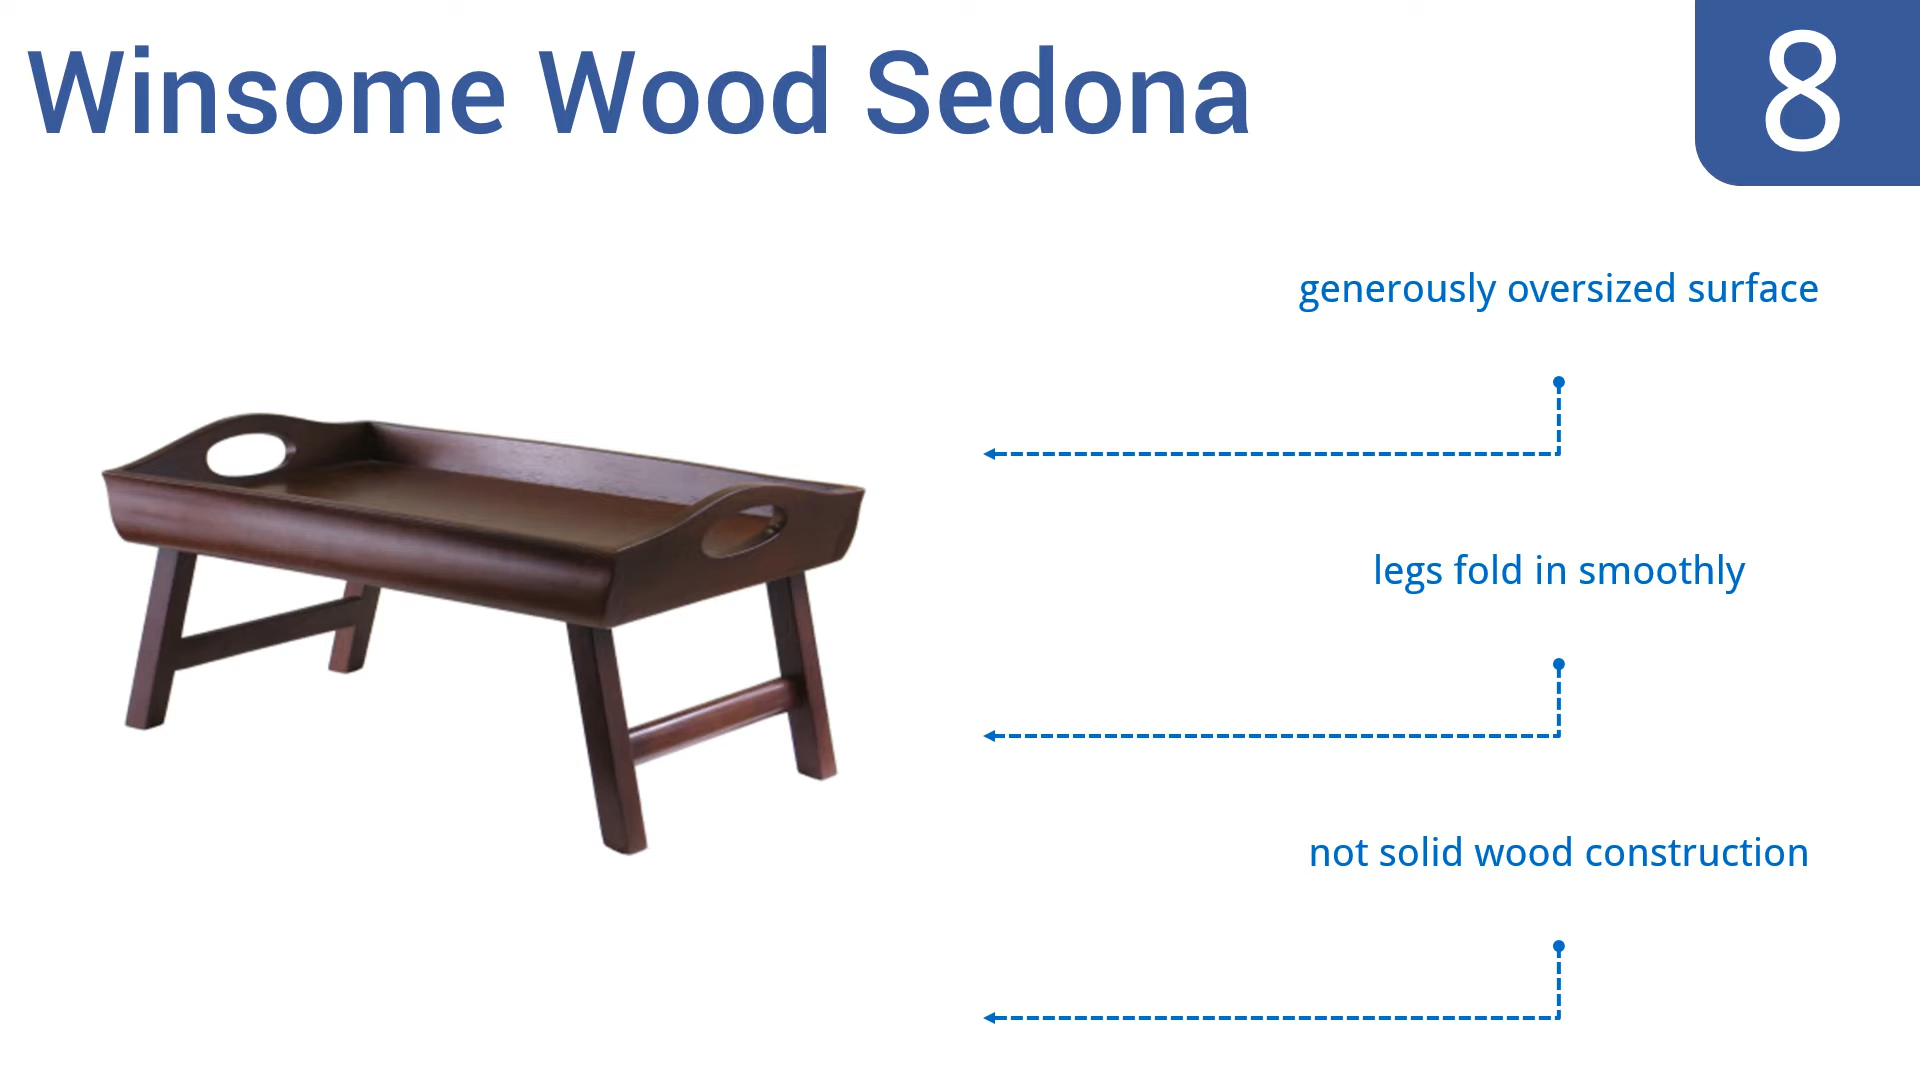 Winsome Wood Sedona
8
generously oversized surface
legs fold in smoothly
not solid wood construction